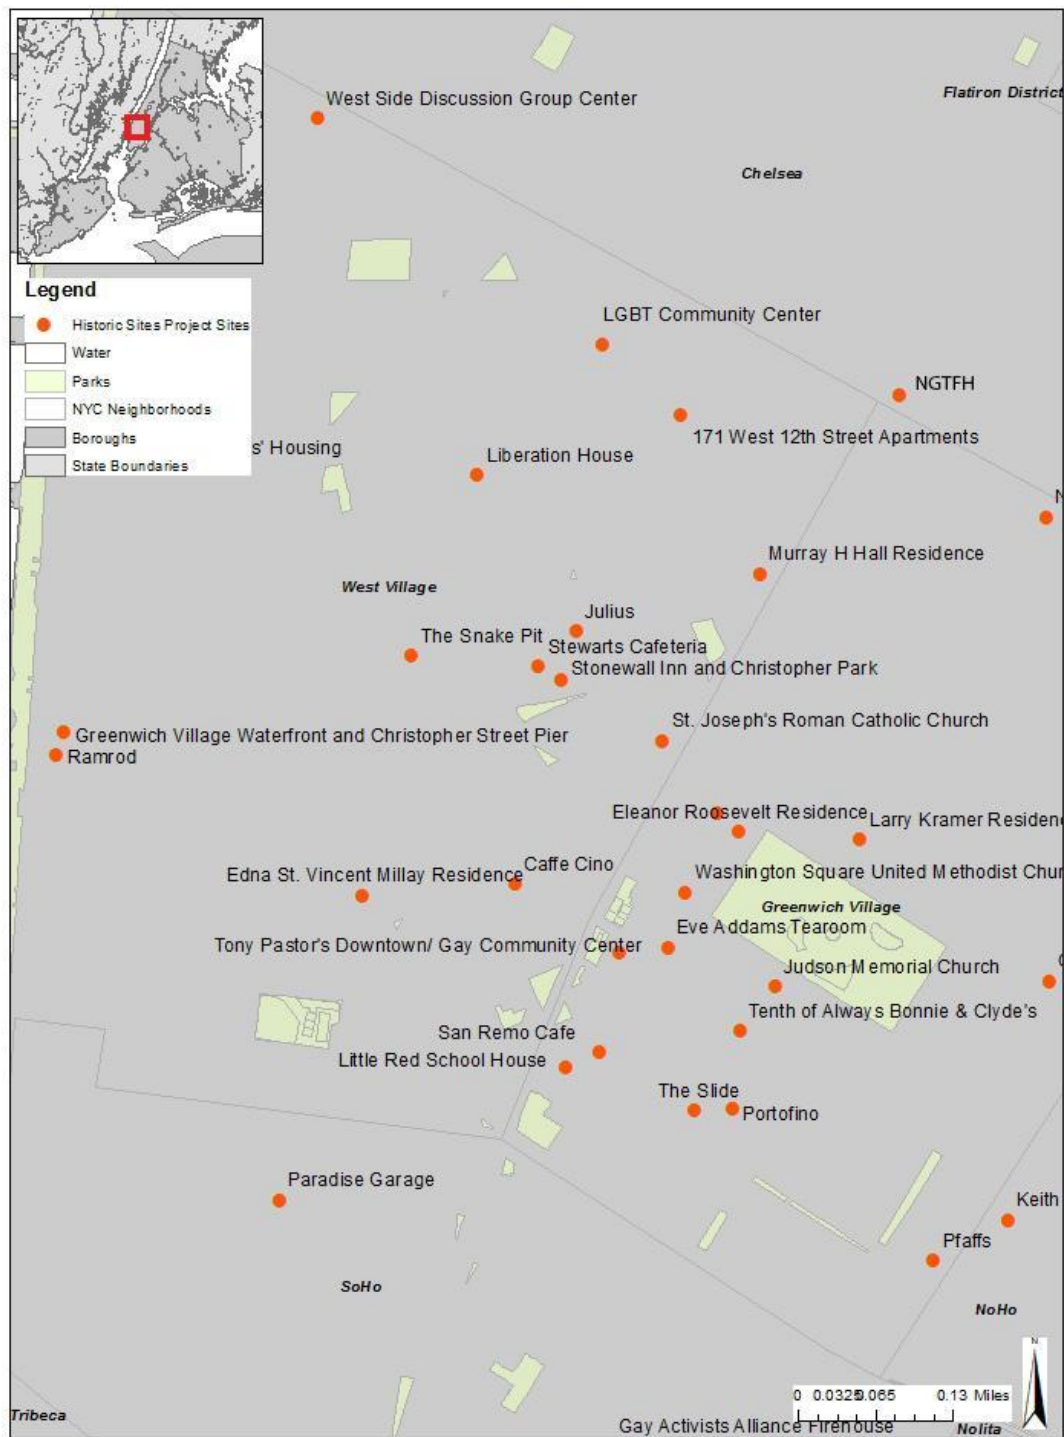 West Side Discussion Group Center
Flatiron District
Chelsea
Legend
Historic Sites Project Sites
Water
Parks
NYC Neighborhoods
Boroughs
State Boundaries
LGBT Community Center
NGTFH
171 West 12th Street Apartments
s' Housing
Liberation House
N
Murray H Hall Residence
West Village
Julius
The Snake Pit
Stewarts Cafeteria
Stonewall Inn and Christopher Park
St. Joseph's Roman Catholic Church
Greenwich Village Waterfront and Christopher Street Pier
Ramrod
Eleanor Roosevelt Residence
Larry Kramer Residenc
Caffe Cino
Edna St. Vincent Millay Residence
Washington Square United Methodist Chur
Greenwich Village
Eve Addams Tearoom
Tony Pastor's Downtown/ Gay Community Center
Judson Memorial Church
Tenth of Always Bonnie & Clyde's
San Remo Cafe
Little Red School House
The Slide
Portofino
Paradise Garage
Keith
Pfaffs
SoHo
NoHo
N
0 0.0325 0.065 0.13 Miles
Tribeca
Gay Activists Alliance Firehouse
Nolita